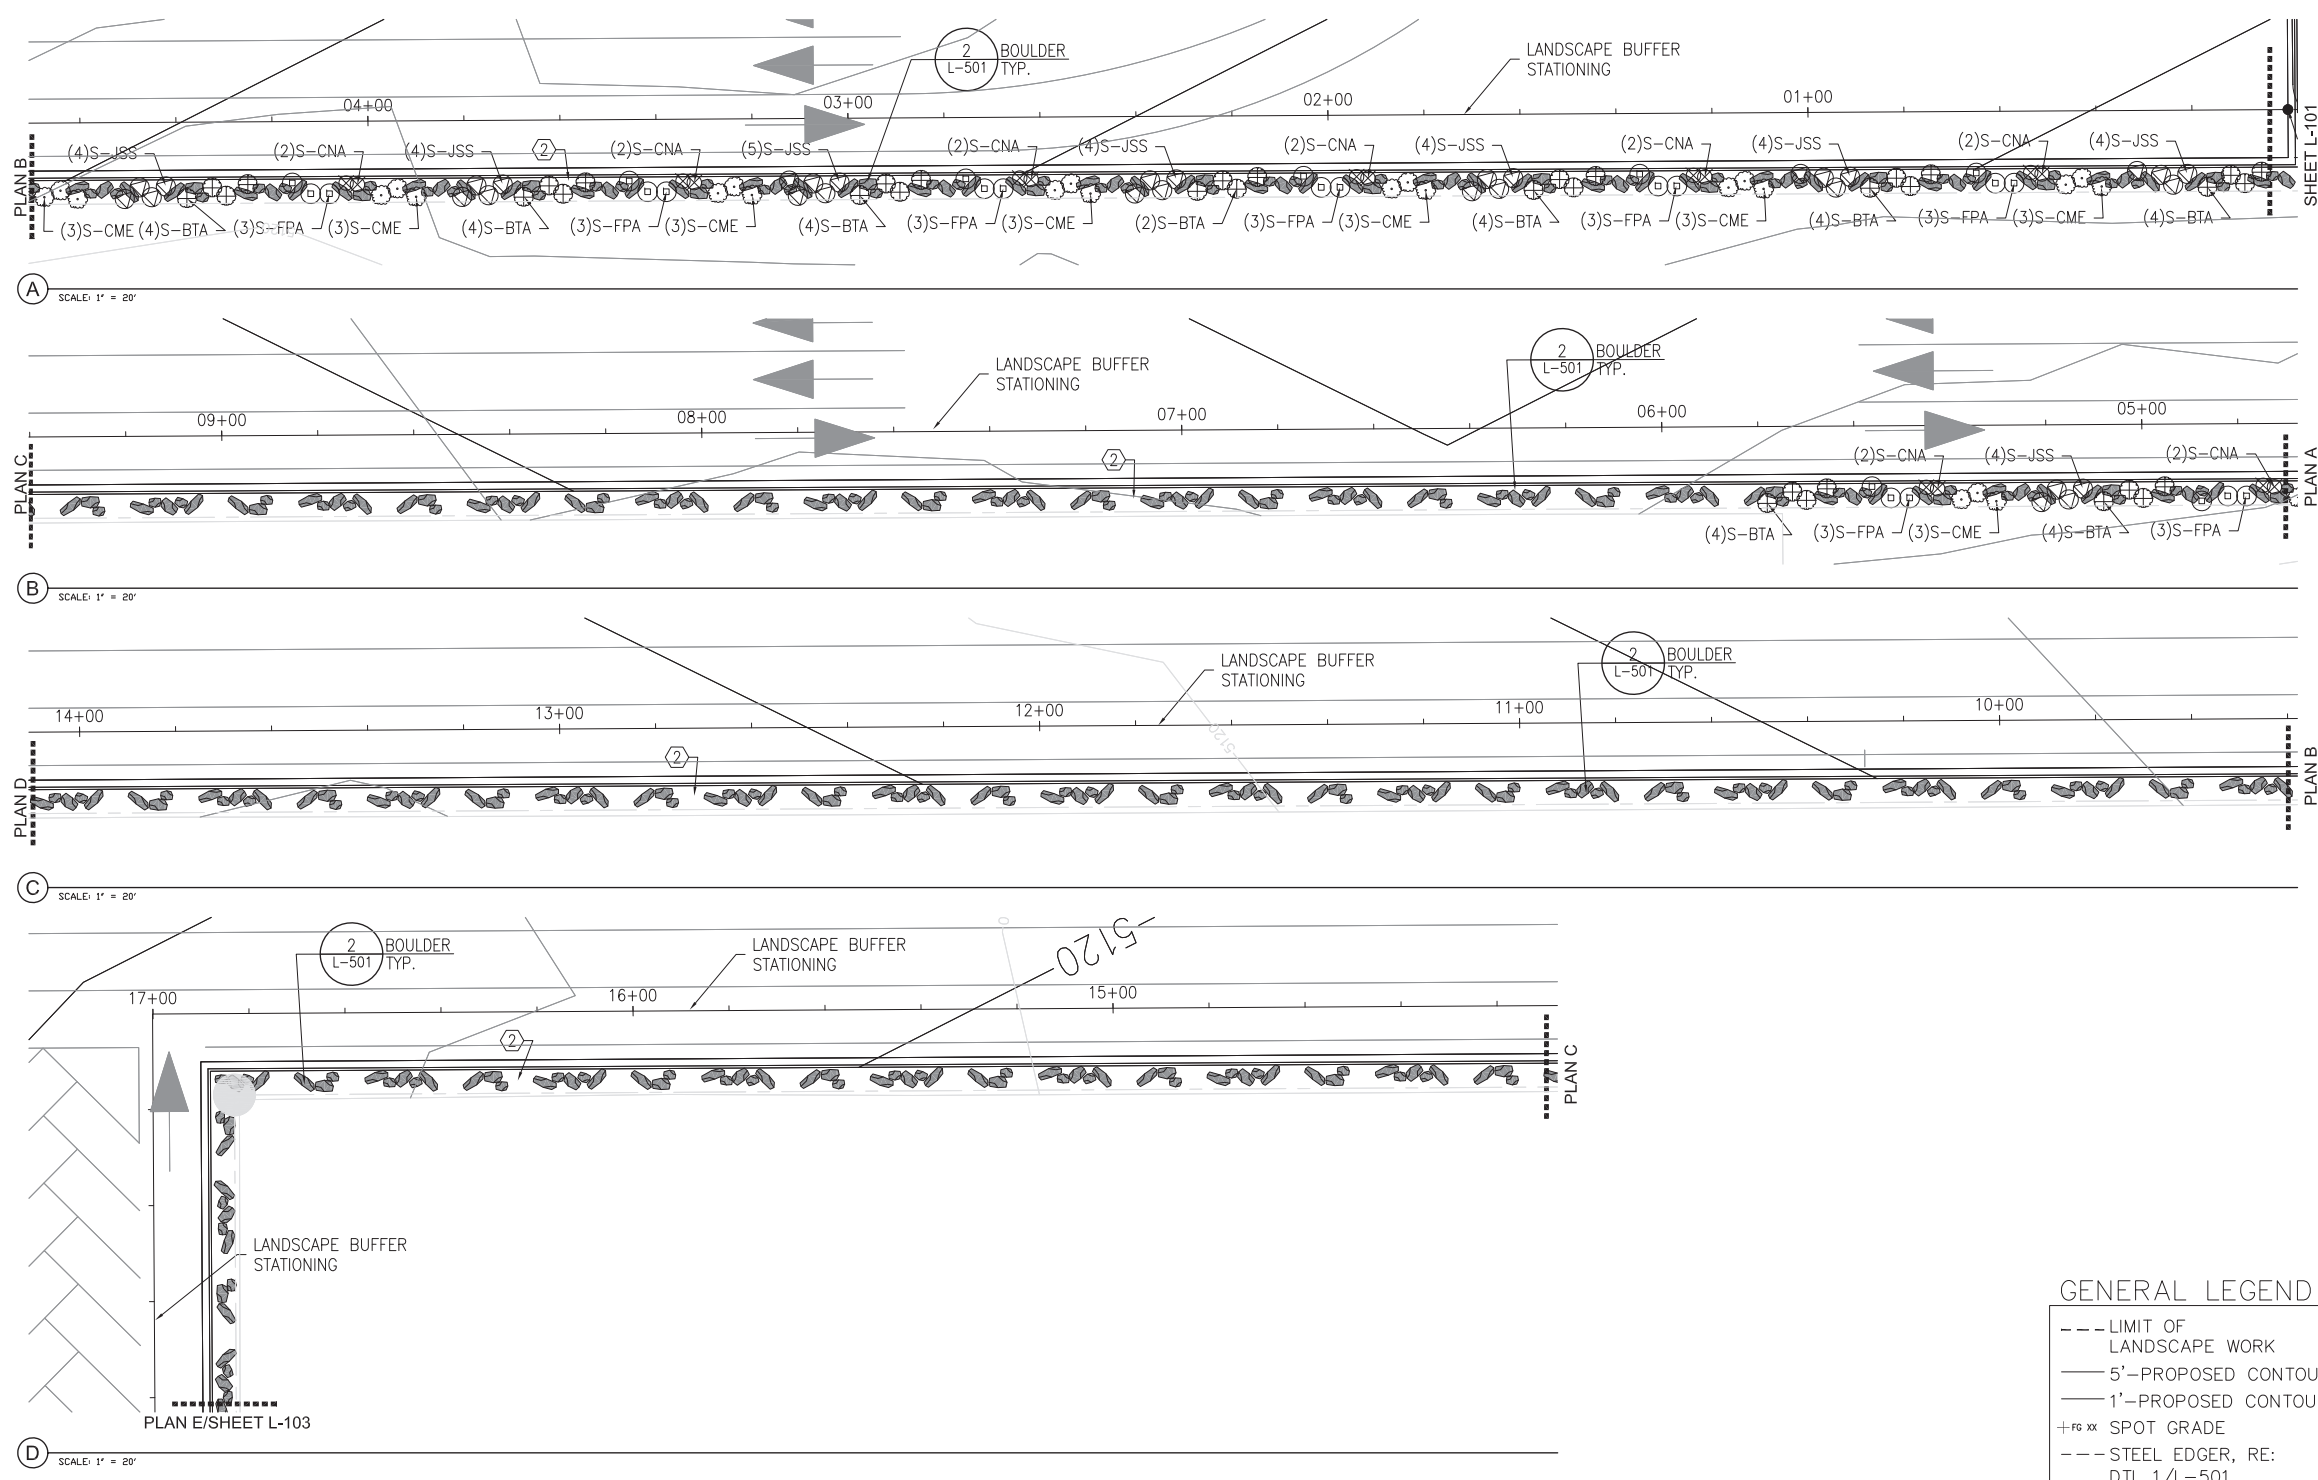 2
L-501
BOULDER
TYP.
LANDSCAPE BUFFER
STATIONING
04+00
03+00
02+00
01+00
PLAN B
SHEET L-101
(4)S-JSS
(2)S-CNA
(4)S-JSS
2
(2)S-CNA
(5)S-JSS
(2)S-CNA
(4)S-JSS
(2)S-CNA
(4)S-JSS
(2)S-CNA
(4)S-JSS
(2)S-CNA
(4)S-JSS
(3)S-CME
(4)S-BTA
(3)S-FPA
(3)S-CME
(4)S-BTA
(3)S-FPA
(3)S-CME
(4)S-BTA
(3)S-FPA
(3)S-CME
(2)S-BTA
(3)S-FPA
(3)S-CME
(4)S-BTA
(3)S-FPA
(3)S-CME
(4)S-BTA
(3)S-FPA
(3)S-CME
(4)S-BTA
A
SCALE: 1" = 20'
LANDSCAPE BUFFER
STATIONING
2
L-501
BOULDER
TYP.
09+00
08+00
07+00
06+00
05+00
PLAN C
PLAN A
2
(2)S-CNA
(4)S-JSS
(2)S-CNA
(4)S-BTA
(3)S-FPA
(3)S-CME
(4)S-BTA
(3)S-FPA
B
SCALE: 1" = 20'
LANDSCAPE BUFFER
STATIONING
2
L-501
BOULDER
TYP.
14+00
13+00
12+00
11+00
10+00
-5120
PLAN D
PLAN B
2
C
SCALE: 1" = 20'
2
L-501
BOULDER
TYP.
LANDSCAPE BUFFER
STATIONING
-5120-
17+00
16+00
15+00
2
PLAN C
LANDSCAPE BUFFER
STATIONING
PLAN E/SHEET L-103
D
SCALE: 1" = 20'
GENERAL LEGEND
LIMIT OF
LANDSCAPE WORK
5'-PROPOSED CONTOU
1'-PROPOSED CONTOU
FG XX SPOT GRADE
STEEL EDGER, RE:
DTL 1/L-501